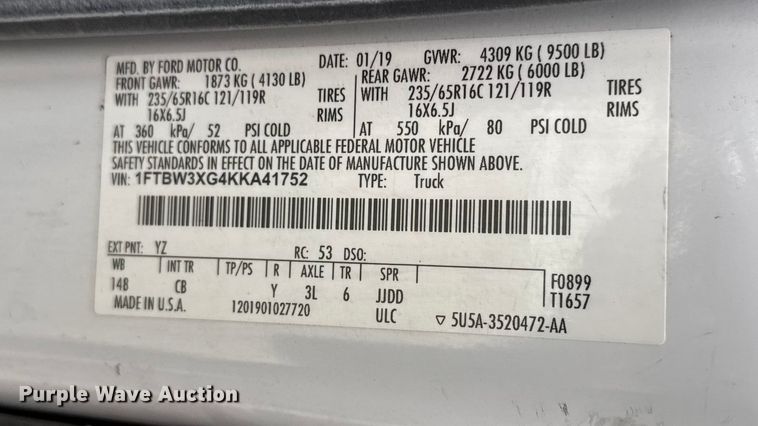 MFD. BY FORD MOTOR CO. DATE: 01/19 GVWR: 4309 KG ( 9500 LB)
FRONT GAWR: 1873 KG ( 4130 LB) REAR GAWR: 2722 KG ( 6000 LB)
WITH 235/65R16C 121/119R TIRES WITH 235/65R16C 121/119R TIRES
16X6.5J RIMS 16X6.5J RIMS
AT 360 kPa/ 52 PSI COLD AT 550 kPa/ 80 PSI COLD
THIS VEHICLE CONFORMS TO ALL APPLICABLE FEDERAL MOTOR VEHICLE
SAFETY STANDARDS IN EFFECT ON THE DATE OF MANUFACTURE SHOWN ABOVE.
VIN: 1FTBW3XG4KKA41752 TYPE: Truck
EXT PNT: YZ RC: 53 DSO:
WB INT TR TP/PS R AXLE TR SPR F0899
148 CB Y 3L 6 JJDD T1657
MADE IN U.S.A. 1201901027720 ULC ▽ 5U5A-3520472-AA
Purple Wave Auction